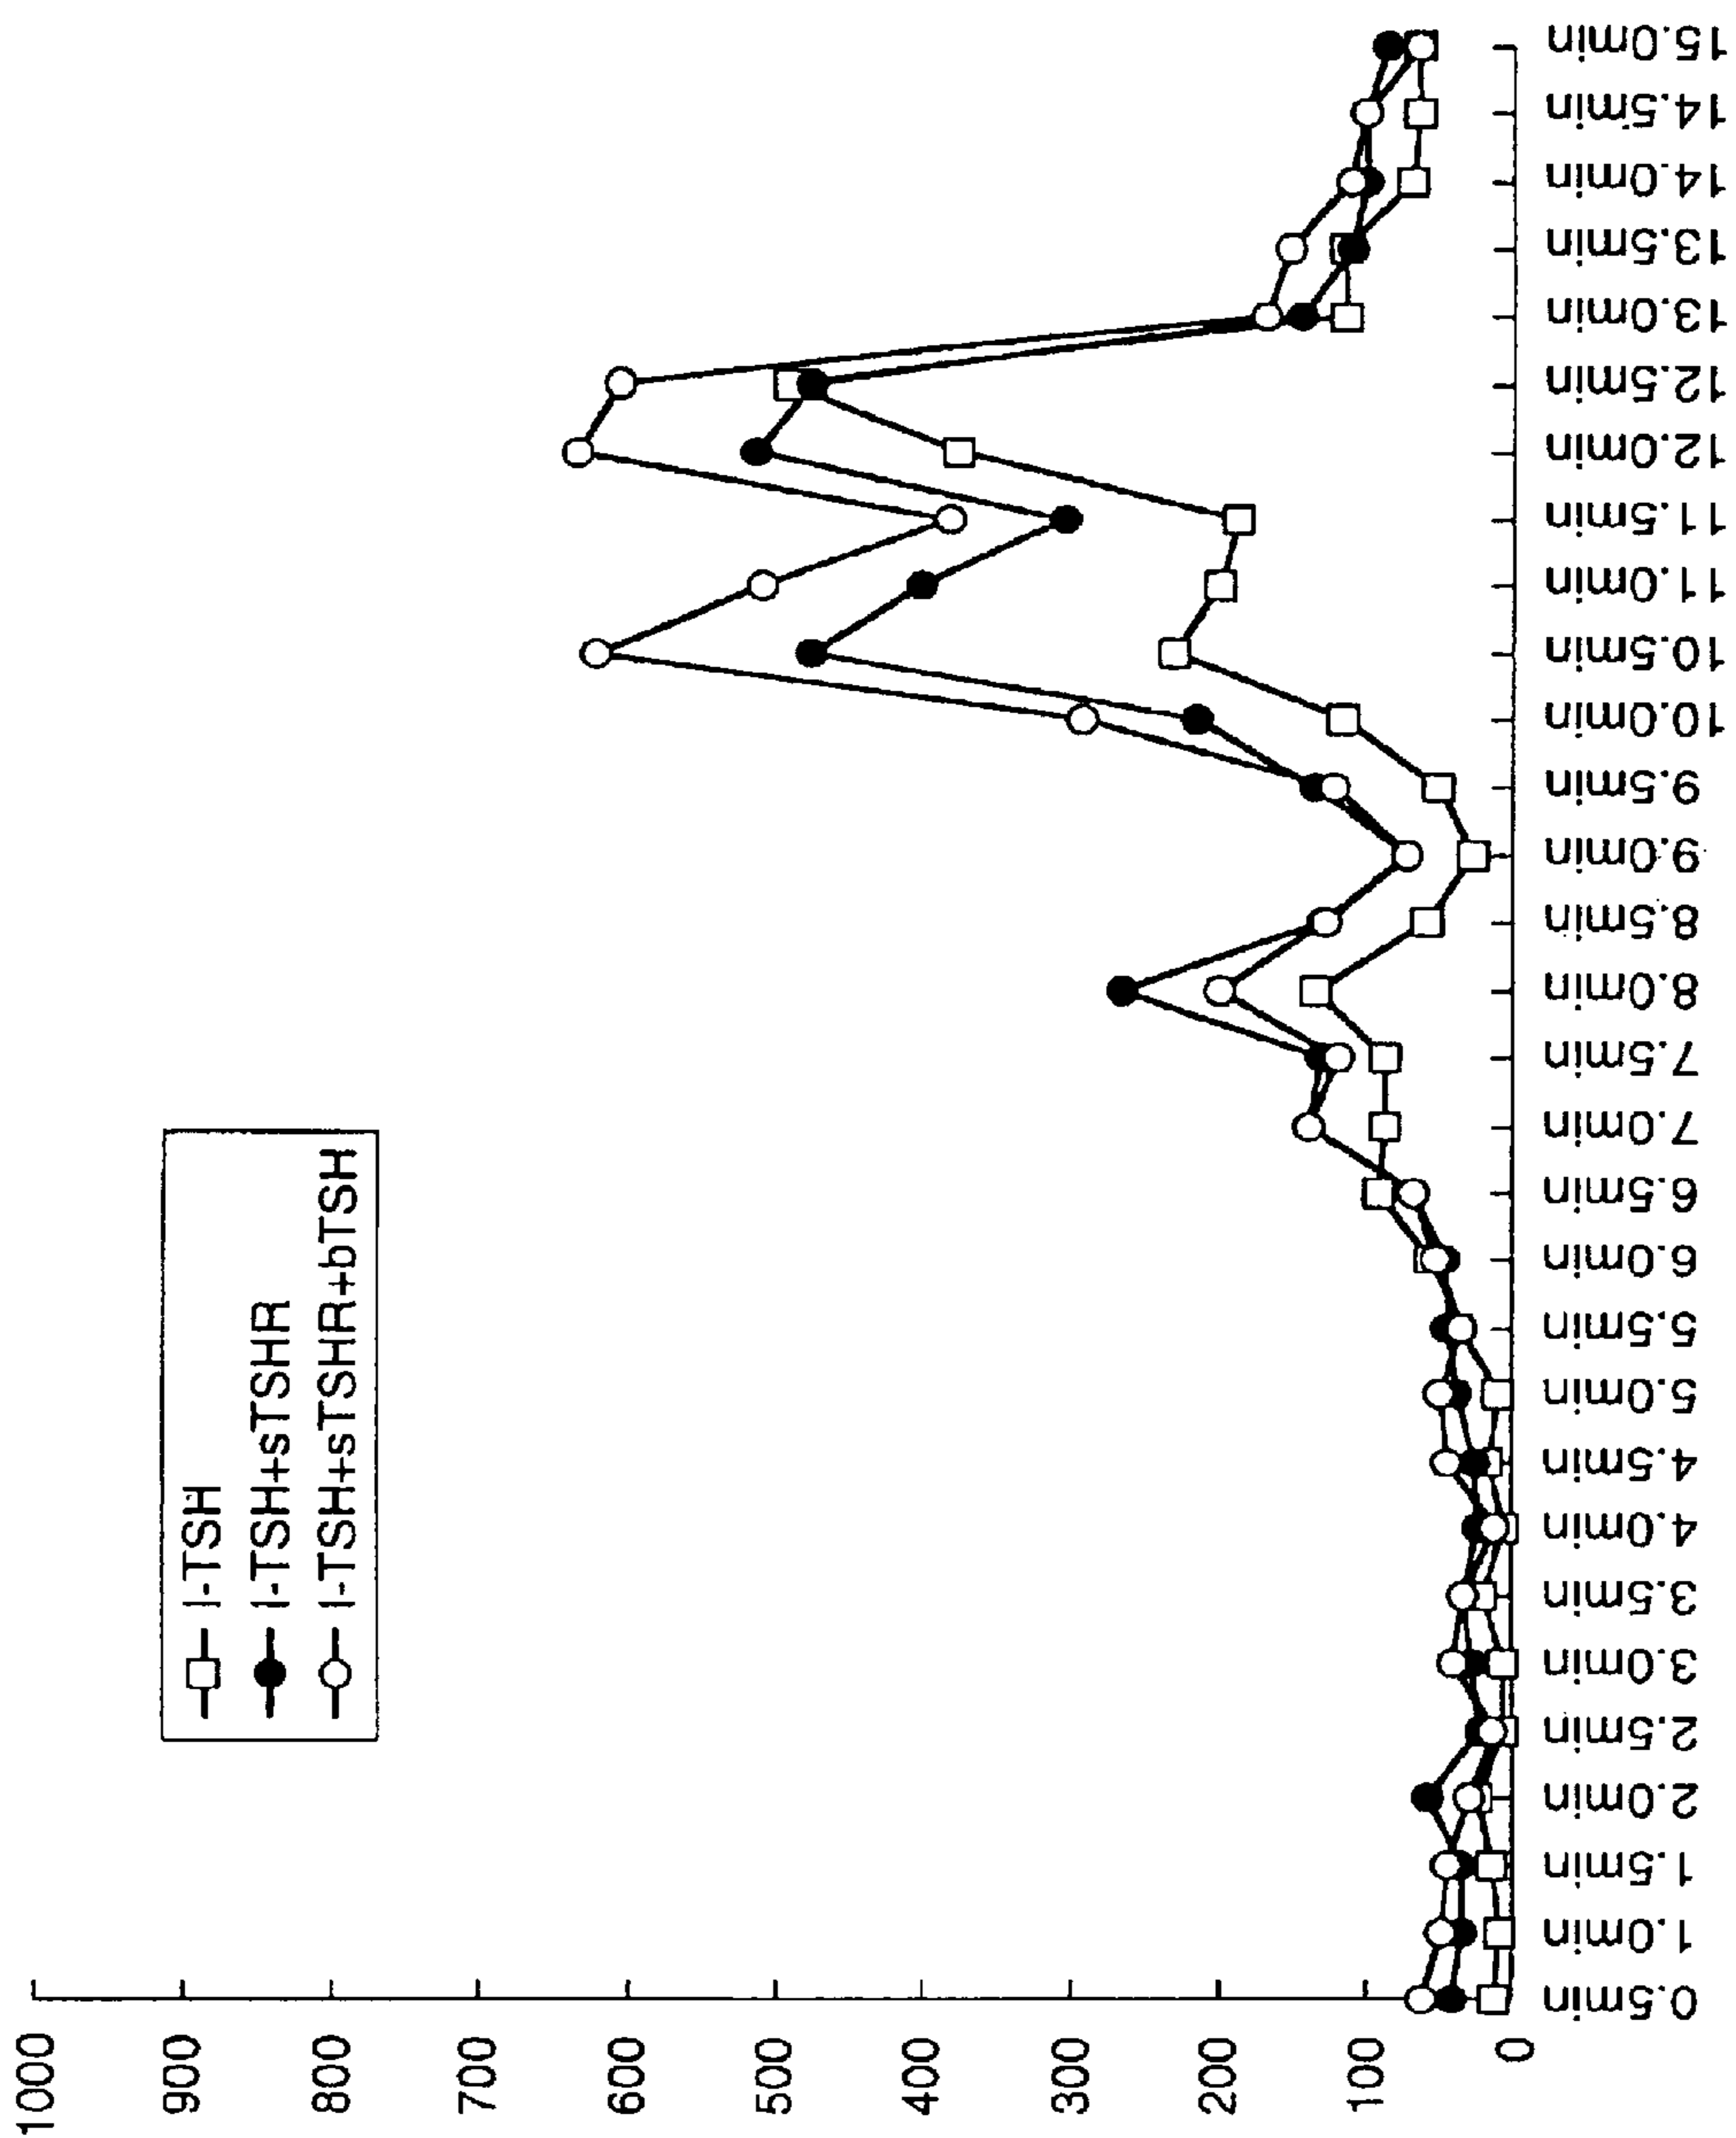 1000
900
800
700
600
500
400
300
200
100
0
I-TSH
I-TSH+sTSHR
I-TSH+sTSHR+bTSH
0.5min
1.0min
1.5min
2.0min
2.5min
3.0min
3.5min
4.0min
4.5min
5.0min
5.5min
6.0min
6.5min
7.0min
7.5min
8.0min
8.5min
9.0min
9.5min
10.0min
10.5min
11.0min
11.5min
12.0min
12.5min
13.0min
13.5min
14.0min
14.5min
15.0min